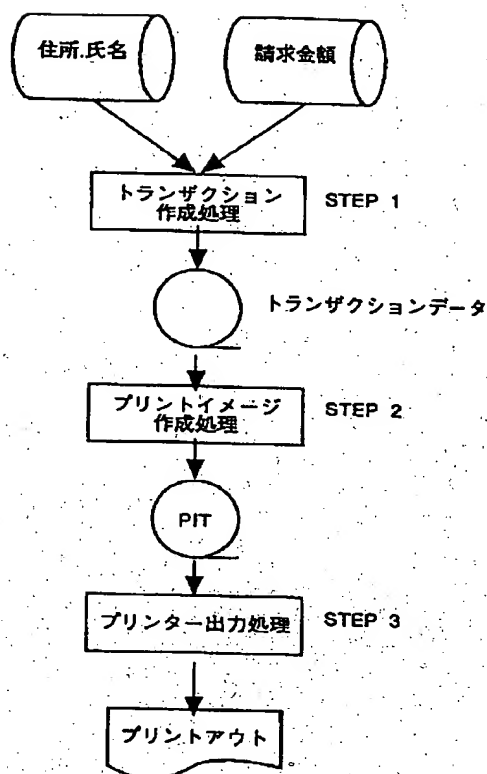 住所.氏名
請求金額
トランザクション
作成処理
STEP 1
トランザクションデータ
プリントイメージ
作成処理
STEP 2
PIT
プリンター出力処理
STEP 3
プリントアウト